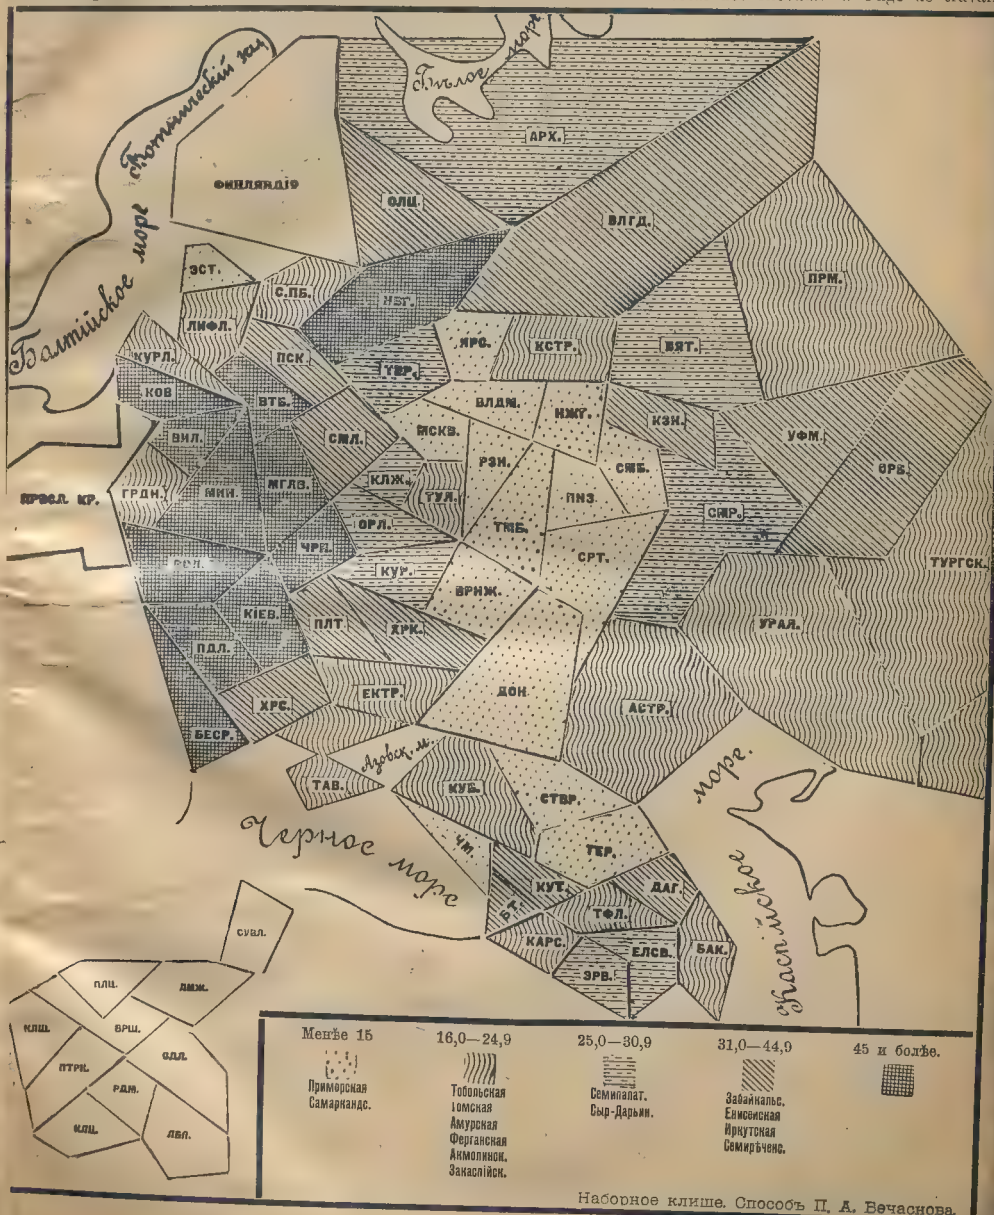 Ботническій зал.
Бѣлое
море.
Балтійское море
ФИНЛЯНДІЯ
АРХ.
ОЛЦ.
ВЛГД.
ПРМ.
ЭСТ.
С.ПБ.
НВГ.
ЛИФЛ.
ПСК.
ТВР.
ЯРС.
КСТР.
ВЯТ.
КУРЛ.
КОВ
ВТБ.
ВЛДМ.
НЖГ.
КЗН.
УФМ.
ОРБ.
ВИЛ.
СМЛ.
МСКВ.
РЗН.
СМБ.
ГРДН.
МИН.
МГЛВ.
КЛЖ.
ТУЛ.
ПНЗ.
СМР.
ОРЛ.
ТМБ.
СРТ.
ТУРГСК.
ЧРН.
КУР.
ВРНЖ.
КІЕВ.
ПЛТ
ХРК.
УРАЛ.
ПДЛ.
ХРС.
ЕКТР.
ДОН
АСТР.
БЕСР.
Азовск. м.
ТАВ.
КУБ.
СТВР.
Черное море
ЧМ.
ТЕР.
море.
Каспійское
БТ.
КУТ.
ТФЛ.
ДАГ.
КАРС.
ЭРВ.
ЕЛСВ.
БАК.
СУВЛ.
ПЛЦ.
ЛМЖ.
КЛШ.
ВРШ.
СДЛ.
ПТРК.
РДМ.
КЛЦ.
ЛБЛ.
Менѣе 15
16,0—24,9
25,0—30,9
31,0—44,9
45 и болѣе.
Приморская
Самаркандс.
Тобольская
Томская
Амурская
Ферганская
Акмолинск.
Закаспійск.
Семипалат.
Сыр-Дарьин.
Забайкальс.
Енисейская
Иркутская
Семирѣченс.
Наборное клише. Способъ П. А. Вечаснова.